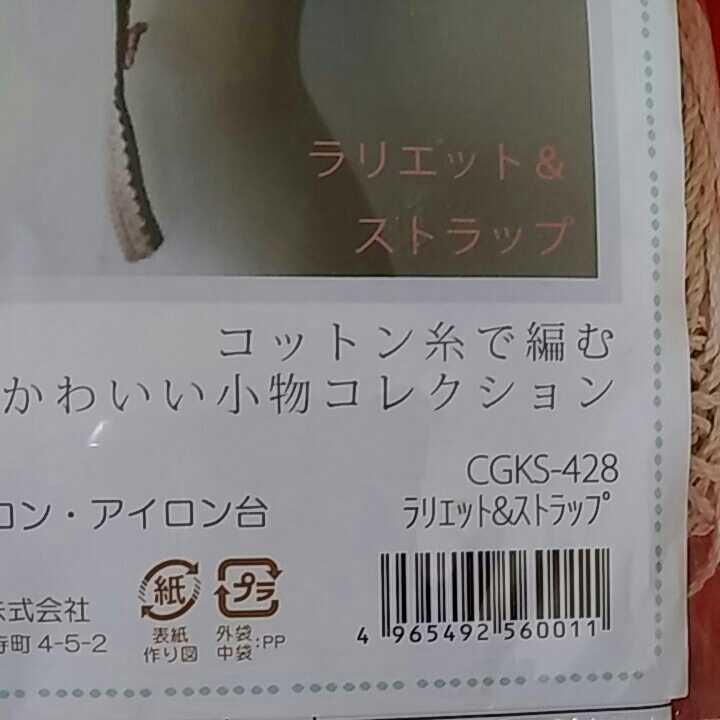 ラリエット&
ストラップ
コットン糸で編む
かわいい小物コレクション
CGKS-428
ラリエット&ストラップ
ロン・アイロン台
紙
プラ
表紙
作り図
外袋
中袋:PP
株式会社
寺町 4-5-2
4 965492 560011